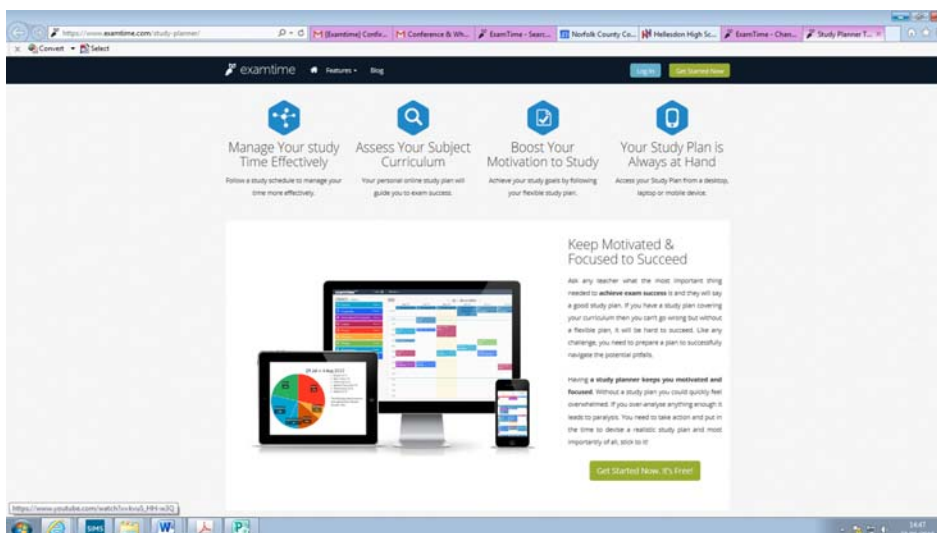 https://www.examtime.com/study-planner/
[Examtime] Confir...
Conference & Wh...
ExamTime - Searc...
Norfolk County Co...
Hellesdon High Sc...
ExamTime - Chan...
Study Planner T...
Convert
Select
examtime
Features
Blog
Log In
Get Started Now
Manage Your study
Time Effectively
Follow a study schedule to manage your
time more effectively.
Assess Your Subject
Curriculum
Your personal online study plan will
guide you to exam success.
Boost Your
Motivation to Study
Achieve your study goals by following
your flexible study plan.
Your Study Plan is
Always at Hand
Access your Study Plan from a desktop,
laptop or mobile device.
Keep Motivated &
Focused to Succeed
Ask any teacher what the most important thing
needed to achieve exam success is and they will say
a good study plan. If you have a study plan covering
your curriculum then you can't go wrong but without
a flexible plan, it will be hard to succeed. Like any
challenge, you need to prepare a plan to successfully
navigate the potential pitfalls.
Having a study planner keeps you motivated and
focused. Without a study plan you could quickly feel
overwhelmed. If you over analyse anything enough it
leads to paralysis. You need to take action and put in
the time to devise a realistic study plan and most
importantly of all, stick to it!
Get Started Now. It's Free!
SIMS
14:47